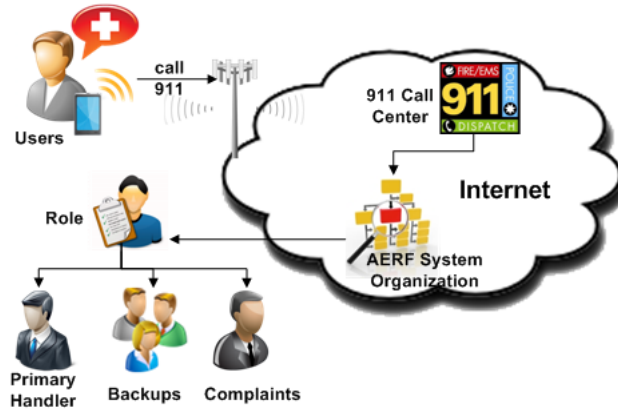 call
911
Users
FIRE/EMS
POLICE
911
DISPATCH
911 Call
Center
Internet
Role
AERF System
Organization
Primary
Handler
Backups
Complaints